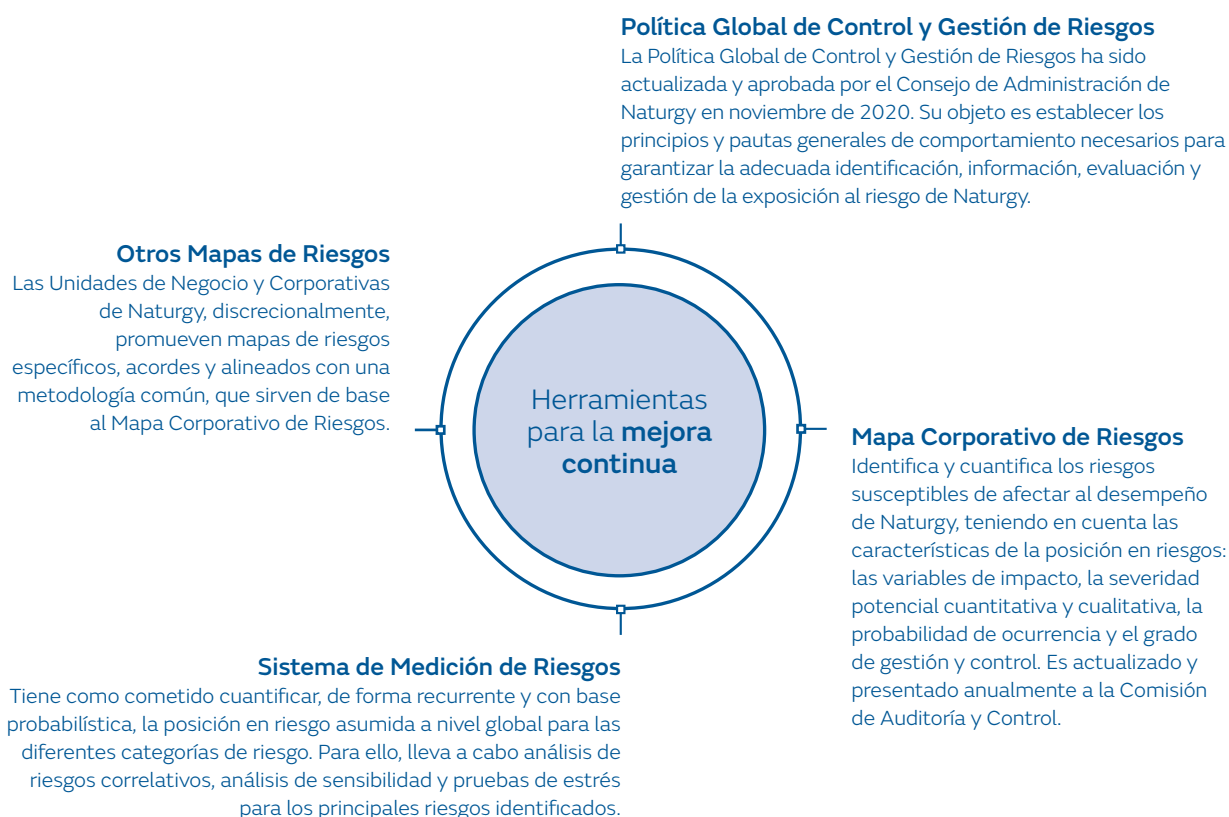 Política Global de Control y Gestión de Riesgos
La Política Global de Control y Gestión de Riesgos ha sido
actualizada y aprobada por el Consejo de Administración de
Naturgy en noviembre de 2020. Su objeto es establecer los
principios y pautas generales de comportamiento necesarios para
garantizar la adecuada identificación, información, evaluación y
gestión de la exposición al riesgo de Naturgy.
Otros Mapas de Riesgos
Las Unidades de Negocio y Corporativas
de Naturgy, discrecionalmente,
promueven mapas de riesgos
específicos, acordes y alineados con una
metodología común, que sirven de base
al Mapa Corporativo de Riesgos.
Herramientas
para la mejora
continua
Mapa Corporativo de Riesgos
Identifica y cuantifica los riesgos
susceptibles de afectar al desempeño
de Naturgy, teniendo en cuenta las
características de la posición en riesgos:
las variables de impacto, la severidad
potencial cuantitativa y cualitativa, la
probabilidad de ocurrencia y el grado
de gestión y control. Es actualizado y
presentado anualmente a la Comisión
de Auditoría y Control.
Sistema de Medición de Riesgos
Tiene como cometido cuantificar, de forma recurrente y con base
probabilística, la posición en riesgo asumida a nivel global para las
diferentes categorías de riesgo. Para ello, lleva a cabo análisis de
riesgos correlativos, análisis de sensibilidad y pruebas de estrés
para los principales riesgos identificados.